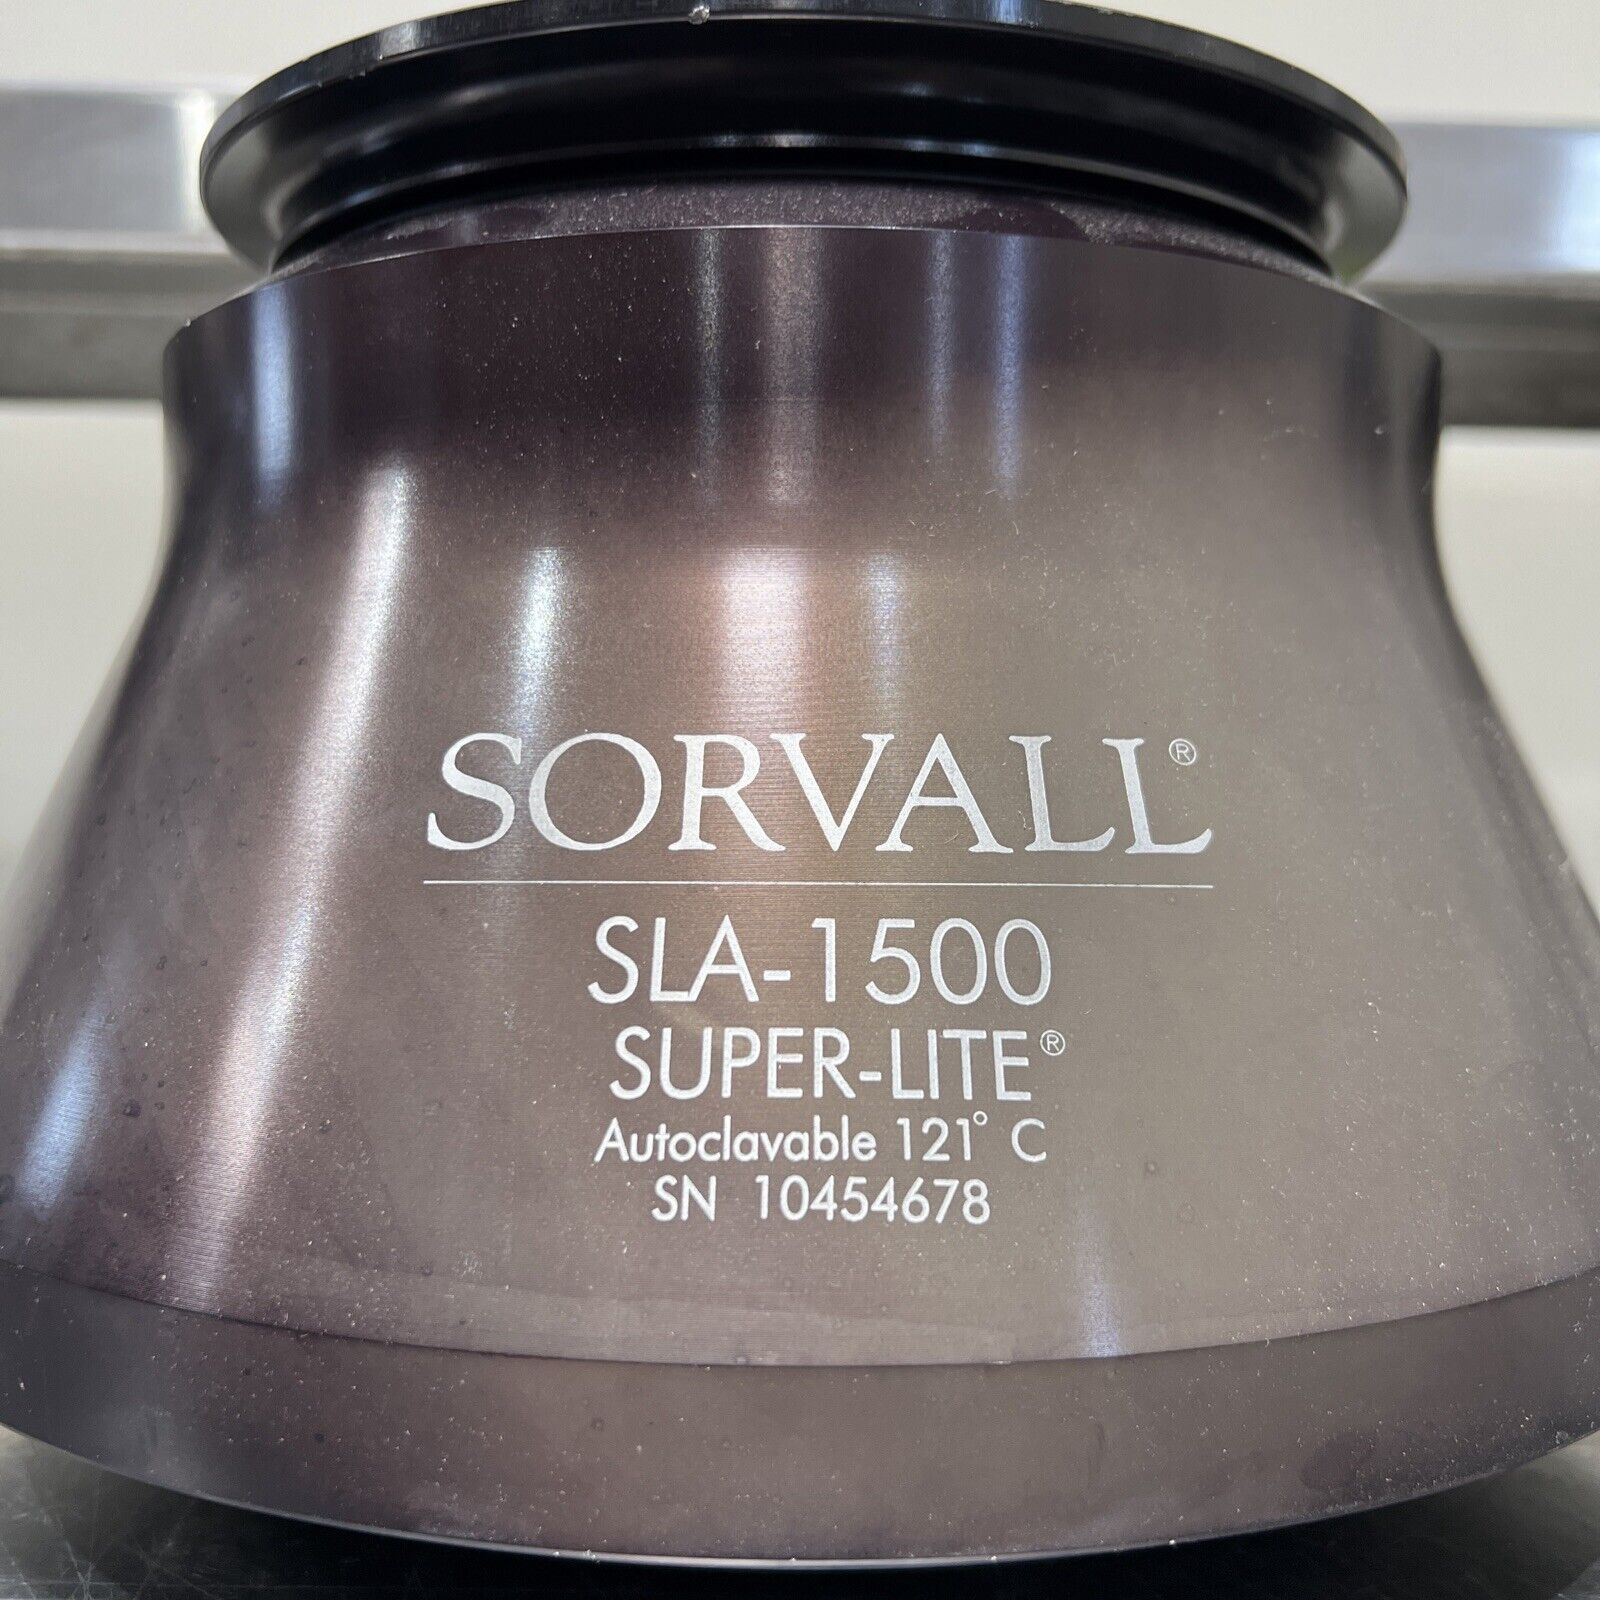 SORVALL®
SLA-1500
SUPER-LITE®
Autoclavable 121° C
SN 10454678